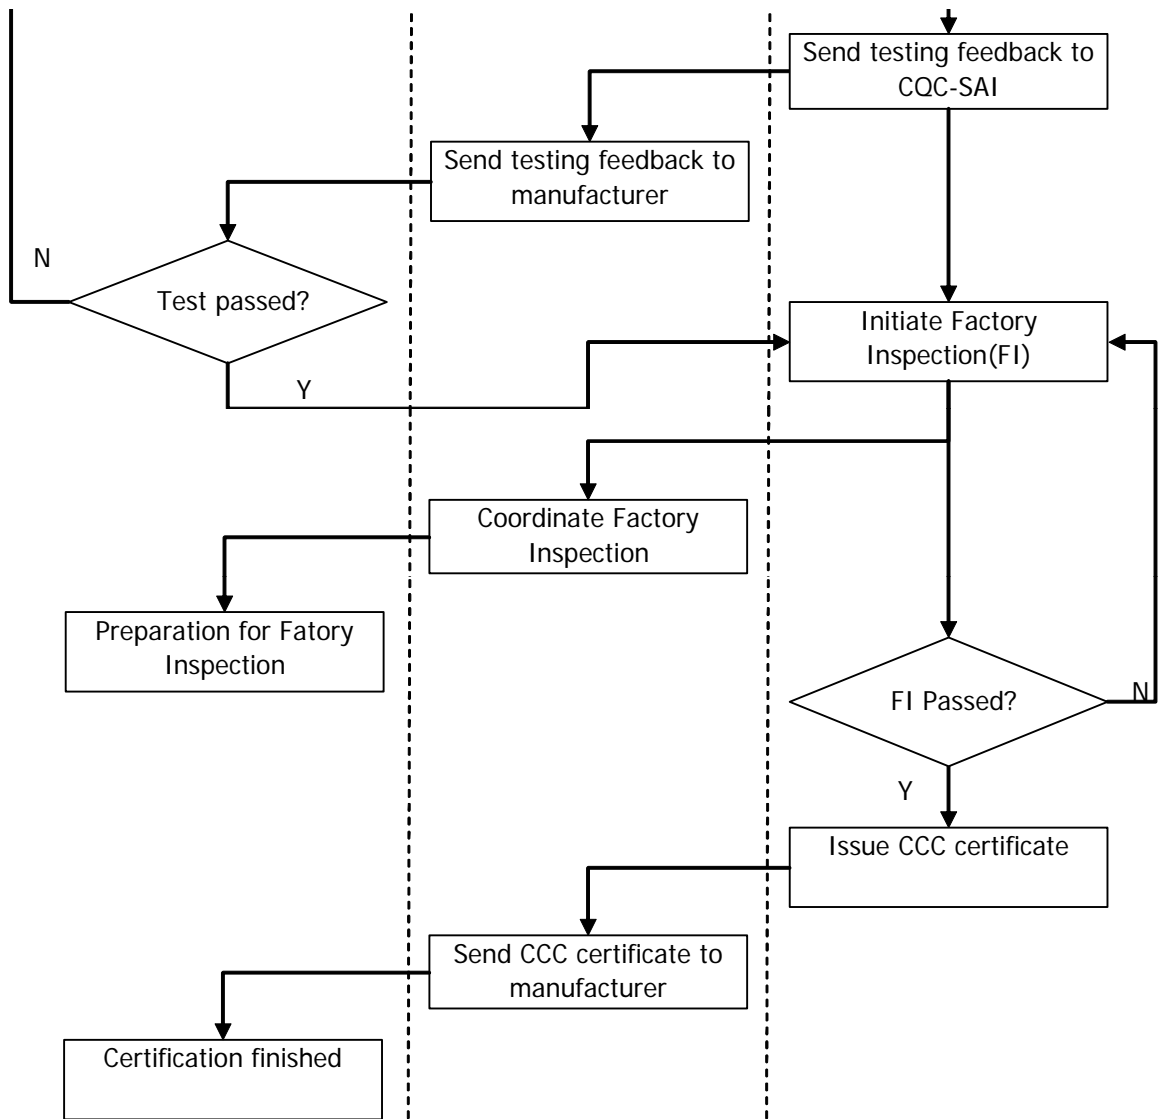 Send testing feedback to
CQC-SAI
Send testing feedback to
manufacturer
N
Test passed?
Y
Initiate Factory
Inspection(FI)
Coordinate Factory
Inspection
Preparation for Fatory
Inspection
FI Passed?
N
Y
Issue CCC certificate
Send CCC certificate to
manufacturer
Certification finished